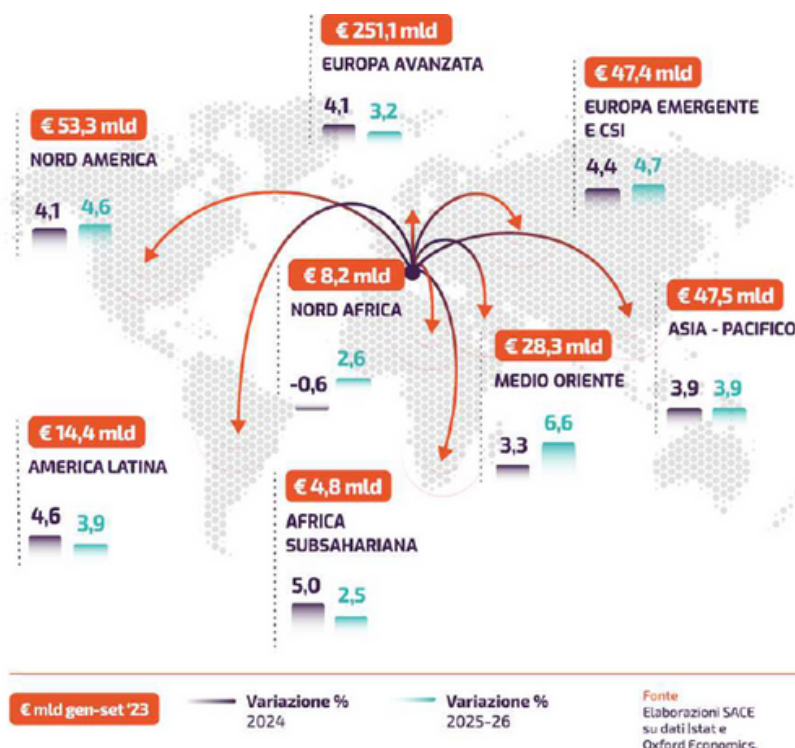 € 251,1 mld
EUROPA AVANZATA
4,1
3,2
€ 47,4 mld
EUROPA EMERGENTE
E CSI
4,4
4,7
€ 53,3 mld
NORD AMERICA
4,1
4,6
€ 8,2 mld
NORD AFRICA
-0,6
2,6
€ 47,5 mld
ASIA - PACIFICO
3,9
3,9
€ 28,3 mld
MEDIO ORIENTE
3,3
6,6
€ 14,4 mld
AMERICA LATINA
4,6
3,9
€ 4,8 mld
AFRICA
SUBSAHARIANA
5,0
2,5
€ mld gen-set '23
Variazione %
2024
Variazione %
2025-26
Fonte
Elaborazioni SACE
su dati Istat e
Oxford Economics.